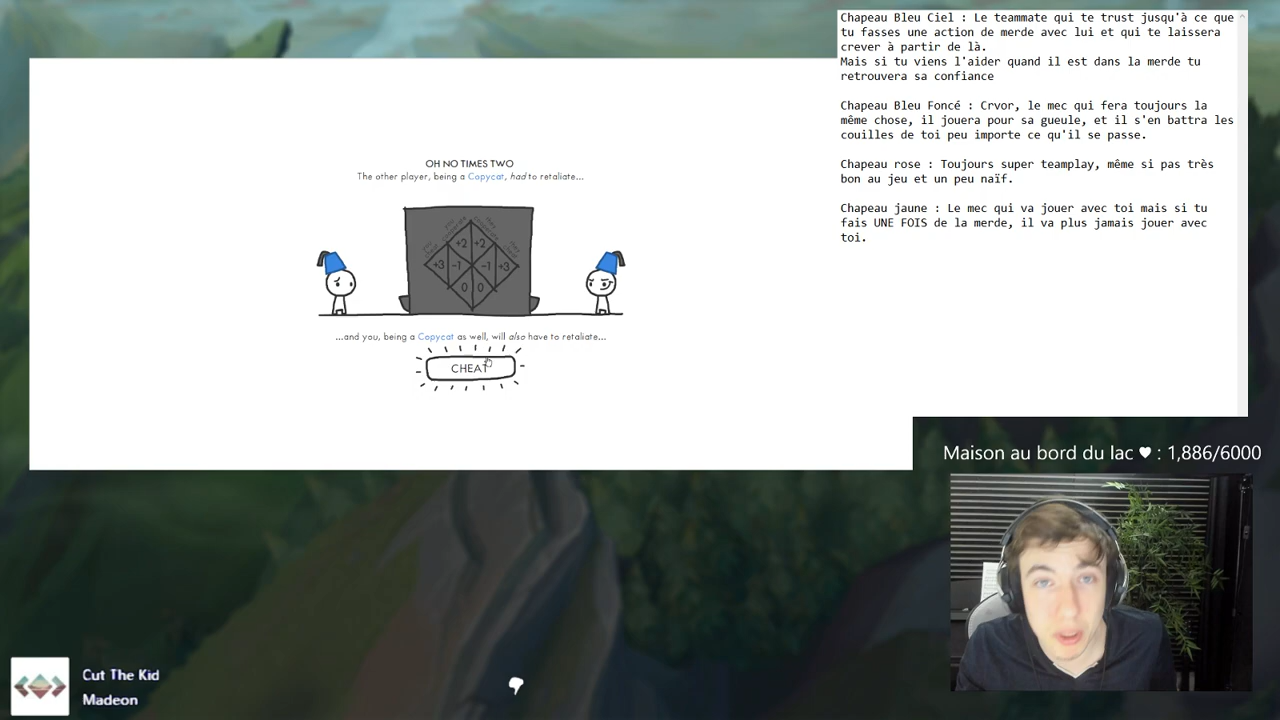 Chapeau Bleu Ciel : Le teammate qui te trust jusqu'à ce que
tu fasses une action de merde avec lui et qui te laissera
crever à partir de là.
Mais si tu viens l'aider quand il est dans la merde tu
retrouvera sa confiance
Chapeau Bleu Foncé : Crvor, le mec qui fera toujours la
même chose, il jouera pour sa gueule, et il s'en battra les
couilles de toi peu importe ce qu'il se passe.
Chapeau rose : Toujours super teamplay, même si pas très
bon au jeu et un peu naïf.
Chapeau jaune : Le mec qui va jouer avec toi mais si tu
fais UNE FOIS de la merde, il va plus jamais jouer avec
toi.
OH NO TIMES TWO
The other player, being a Copycat, had to retaliate...
+2 +2
+3 -1 -1 +3
0 0
...and you, being a Copycat as well, will also have to retaliate...
CHEAT
Maison au bord du lac ♥ : 1,886/6000
Cut The Kid
Madeon